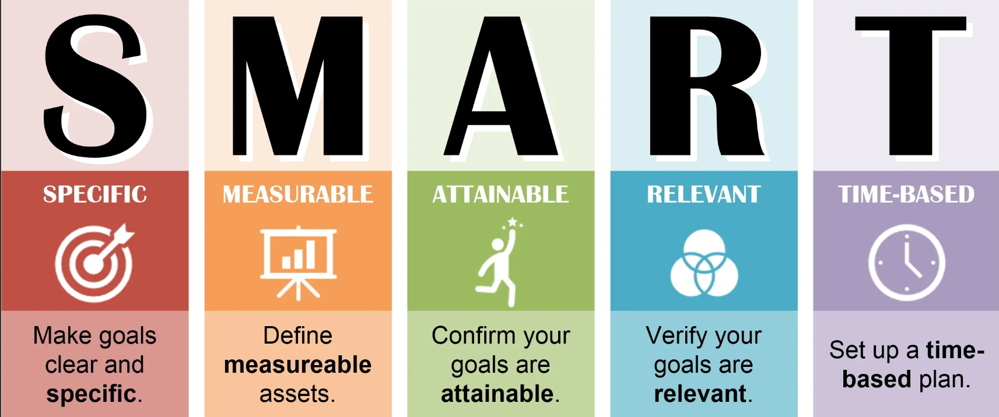 S
SPECIFIC
Make goals
clear and
specific.
M
MEASURABLE
Define
measureable
assets.
A
ATTAINABLE
Confirm your
goals are
attainable.
R
RELEVANT
Verify your
goals are
relevant.
T
TIME-BASED
Set up a time-
based plan.